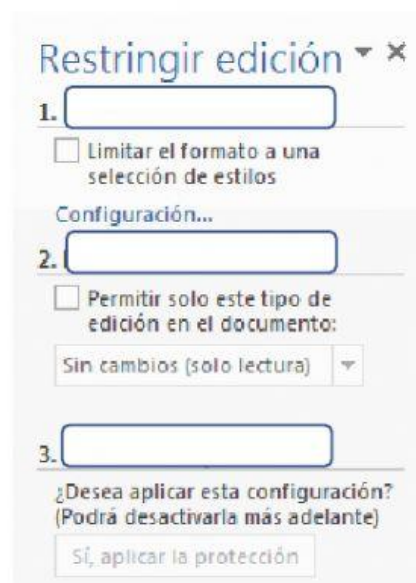 Restringir edición
1.
Limitar el formato a una
selección de estilos
Configuración...
2.
Permitir solo este tipo de
edición en el documento:
Sin cambios (solo lectura)
3.
¿Desea aplicar esta configuración?
(Podrá desactivarla más adelante)
Sí, aplicar la protección